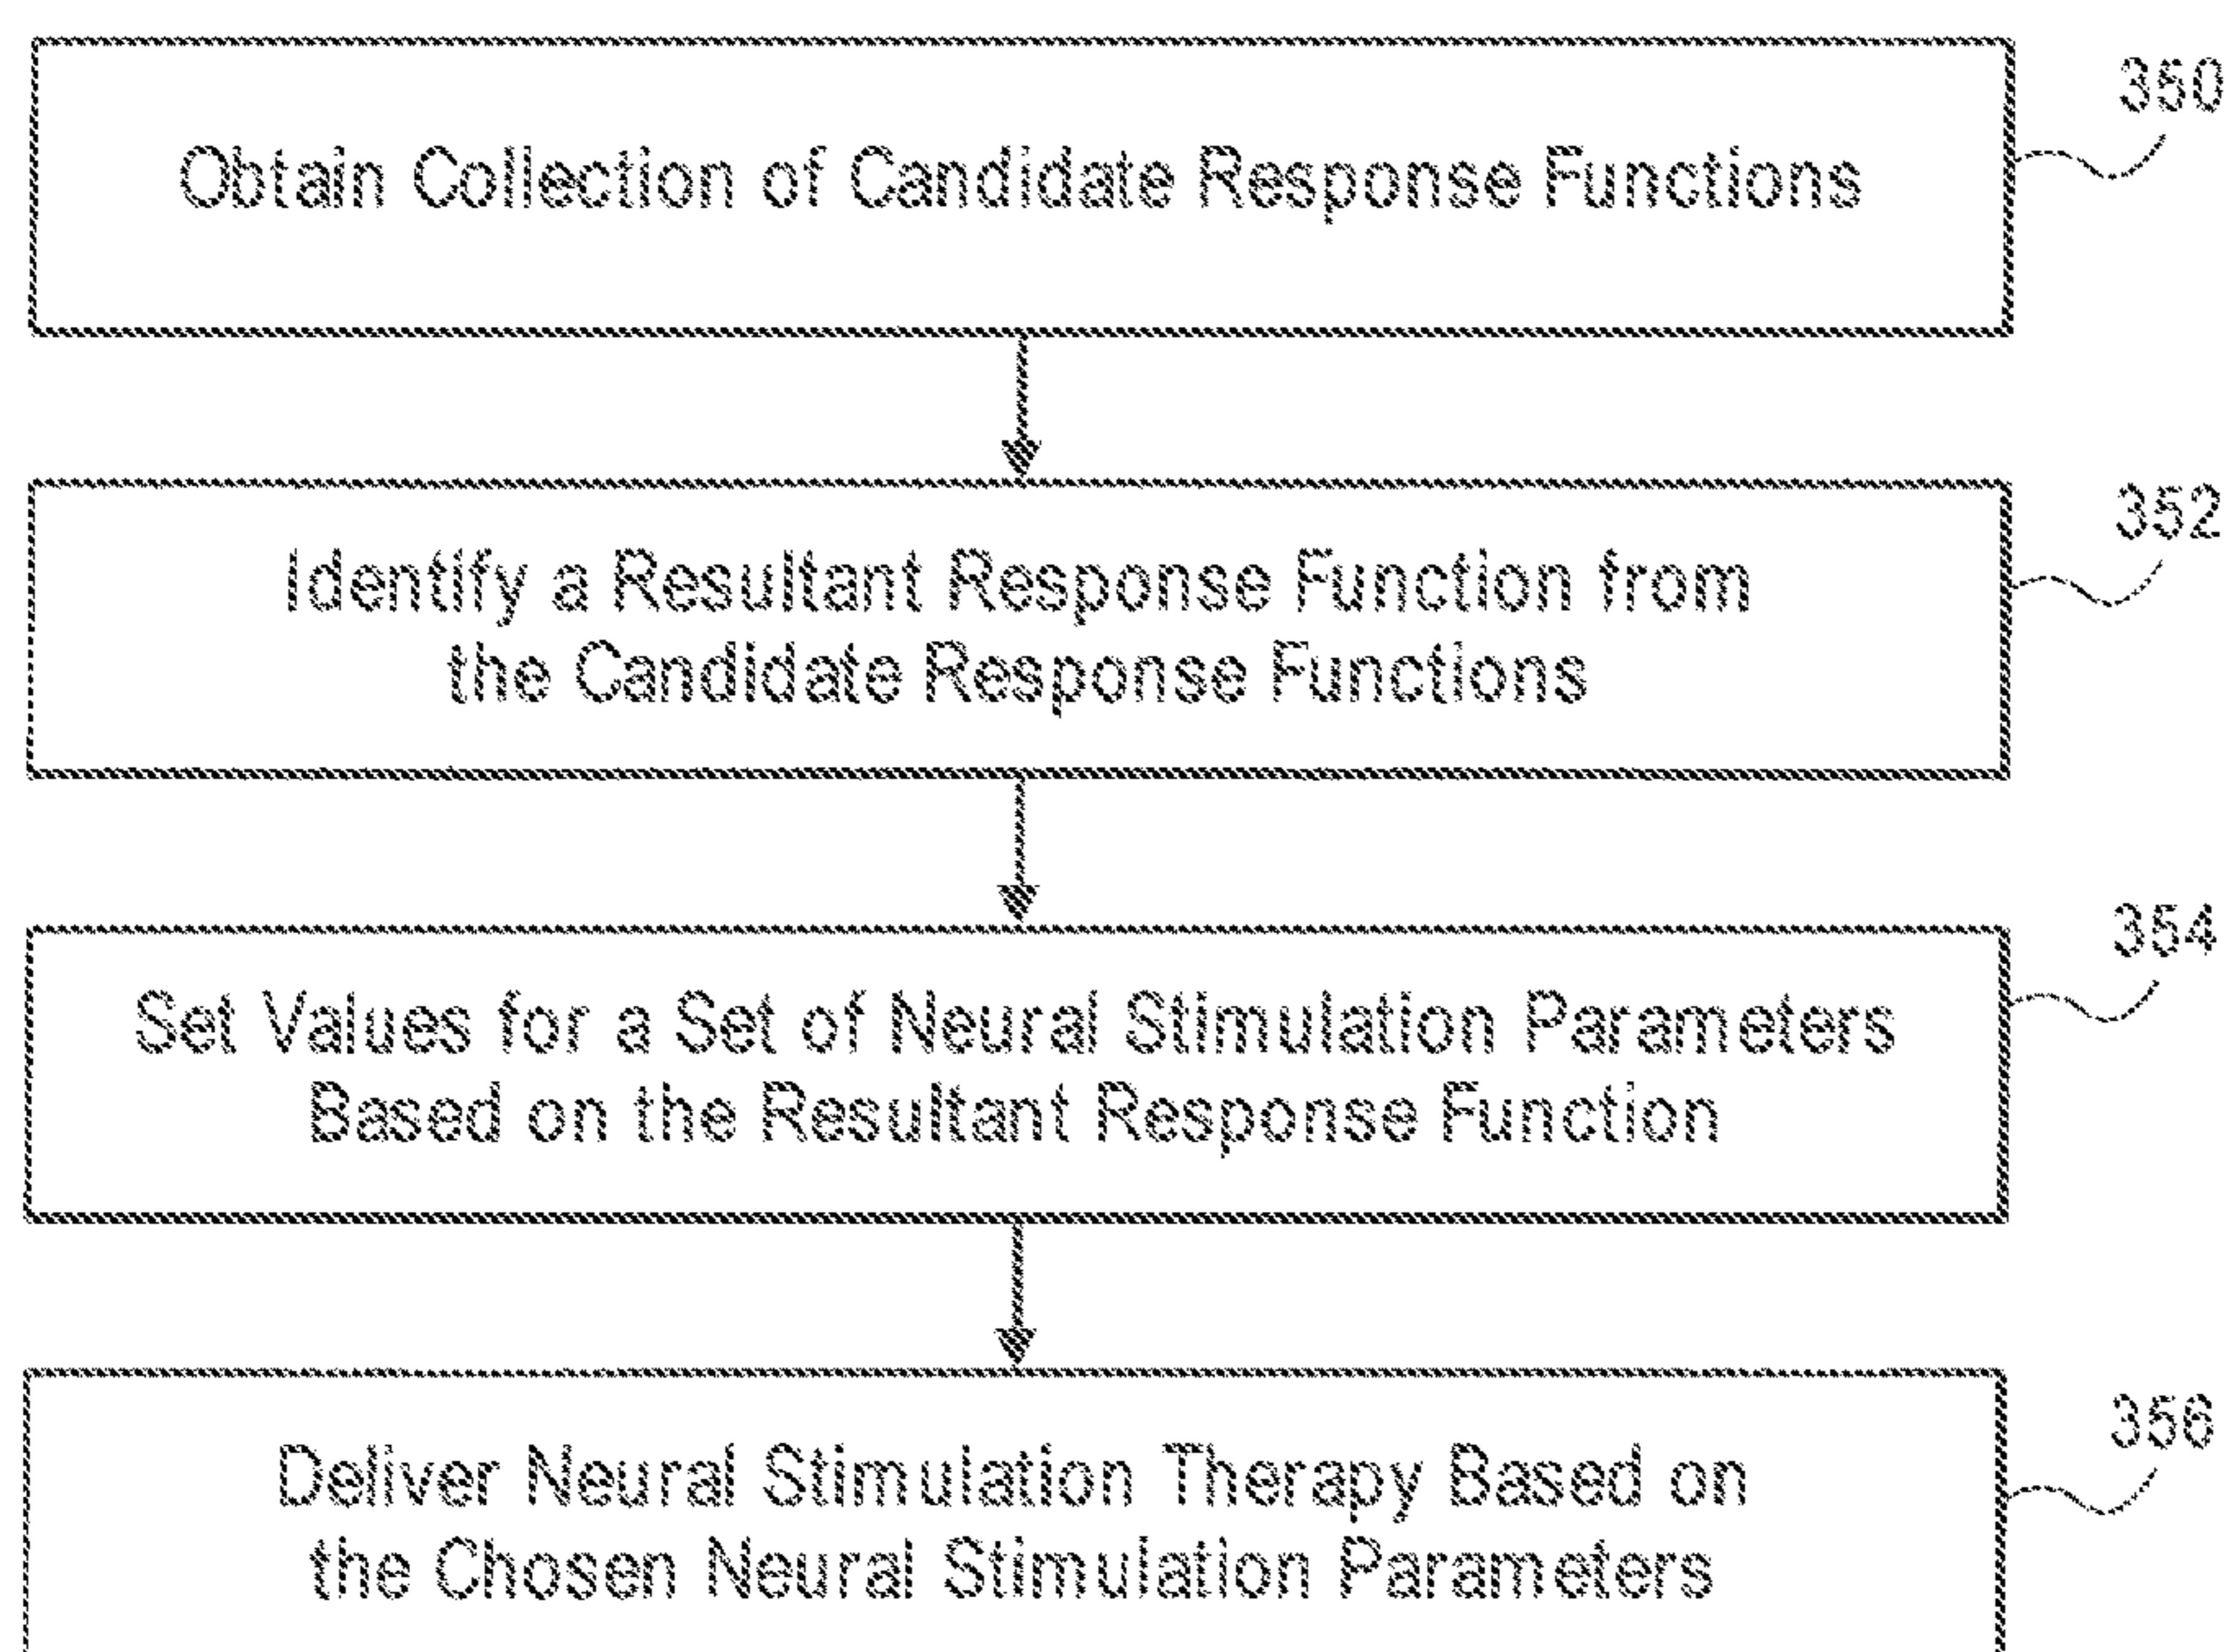 350
Obtain Collection of Candidate Response Functions
352
Identify a Resultant Response Function from
the Candidate Response Functions
354
Set Values for a Set of Neural Stimulation Parameters
Based on the Resultant Response Function
356
Deliver Neural Stimulation Therapy Based on
the Chosen Neural Stimulation Parameters